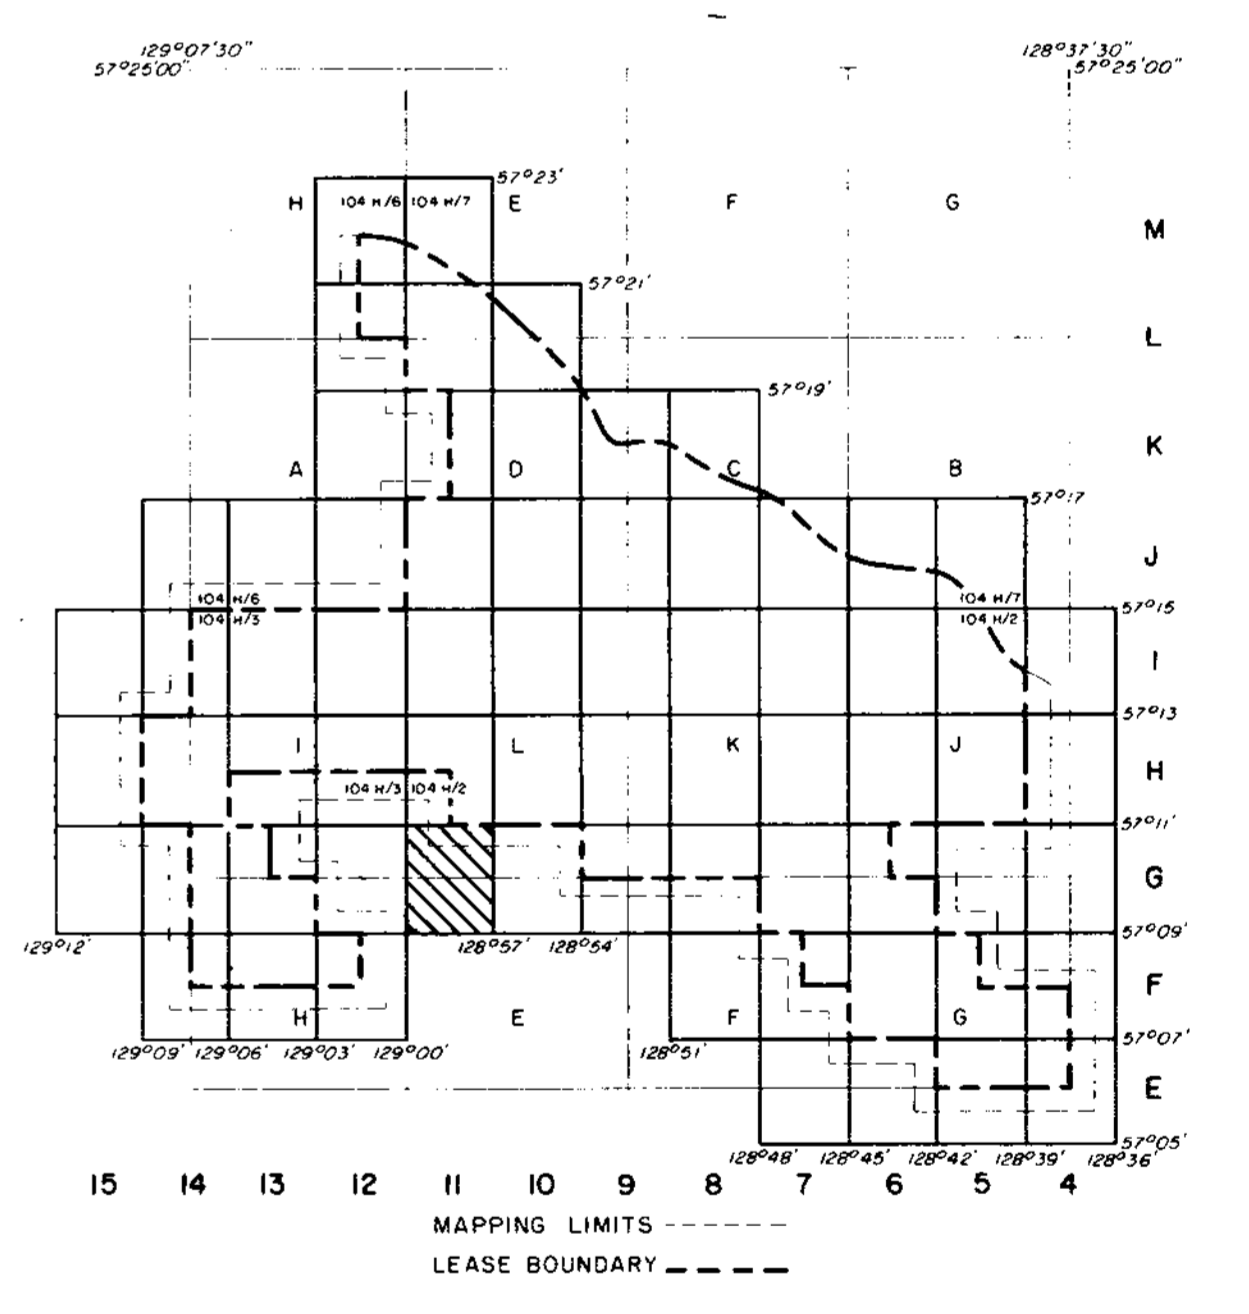 129°07'30" 128°37'30"
57°25'00" 57°25'00"
57°23'
H 104 H/6 104 H/7 E F G M
57°21'
L
57°19'
K
A D C B
57°17'
J
104 H/6 104 H/7
57°15'
104 H/3 104 H/2
I
57°13'
I L K J
H
104 H/3 104 H/2
57°11'
G
57°09'
129°12' 128°57' 128°54'
F
H E F G
57°07'
129°09' 129°06' 129°03' 129°00' 128°51'
E
57°05'
128°48' 128°45' 128°42' 128°39' 128°36'
15 14 13 12 11 10 9 8 7 6 5 4
MAPPING LIMITS
LEASE BOUNDARY